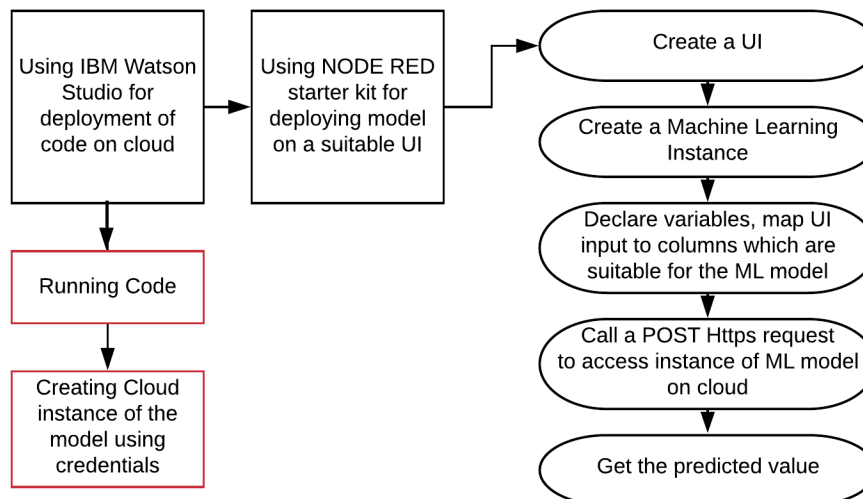 Using IBM Watson
Studio for
deployment of
code on cloud
Using NODE RED
starter kit for
deploying model
on a suitable UI
Running Code
Creating Cloud
instance of the
model using
credentials
Create a UI
Create a Machine Learning
Instance
Declare variables, map UI
input to columns which are
suitable for the ML model
Call a POST Https request
to access instance of ML model
on cloud
Get the predicted value